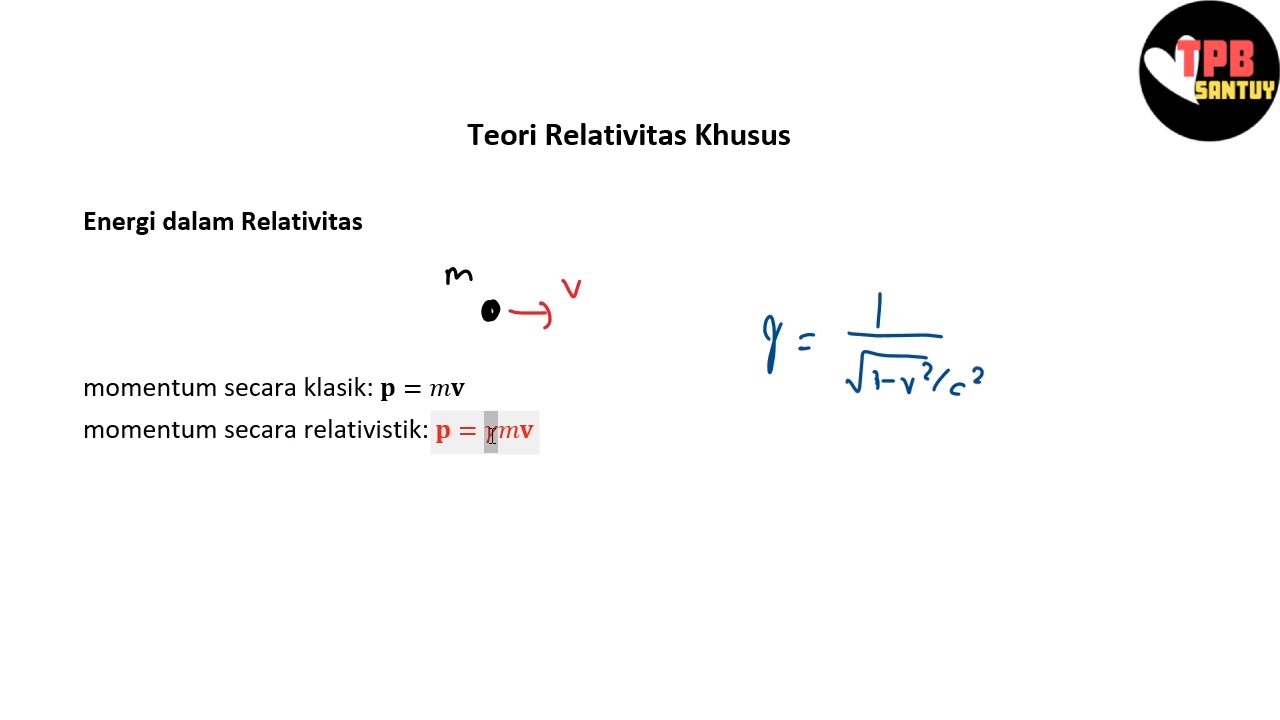 TPB
SANTUY
Teori Relativitas Khusus
Energi dalam Relativitas
m
v
γ = 1/√1-v²/c²
momentum secara klasik: p = mv
momentum secara relativistik: p = γmv